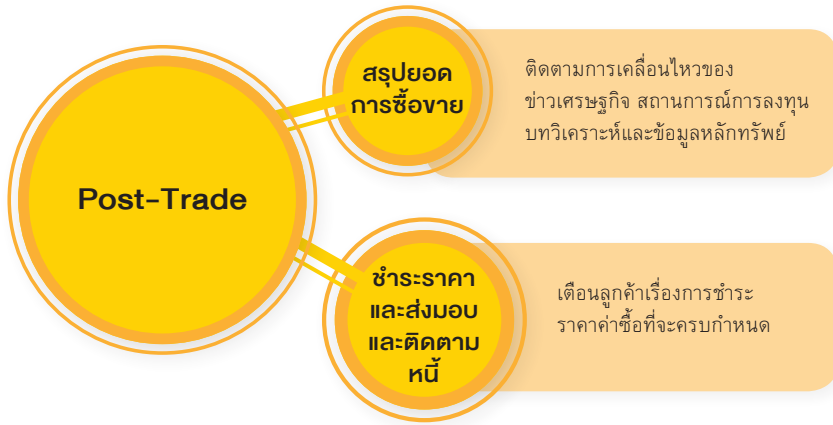 Post-Trade
สรุปยอด
การซื้อขาย
ติดตามการเคลื่อนไหวของ
ข่าวเศรษฐกิจ สถานการณ์การลงทุน
บทวิเคราะห์และข้อมูลหลักทรัพย์
ชำระราคา
และส่งมอบ
และติดตาม
หนี้
เตือนลูกค้าเรื่องการชำระ
ราคาค่าซื้อที่จะครบกำหนด